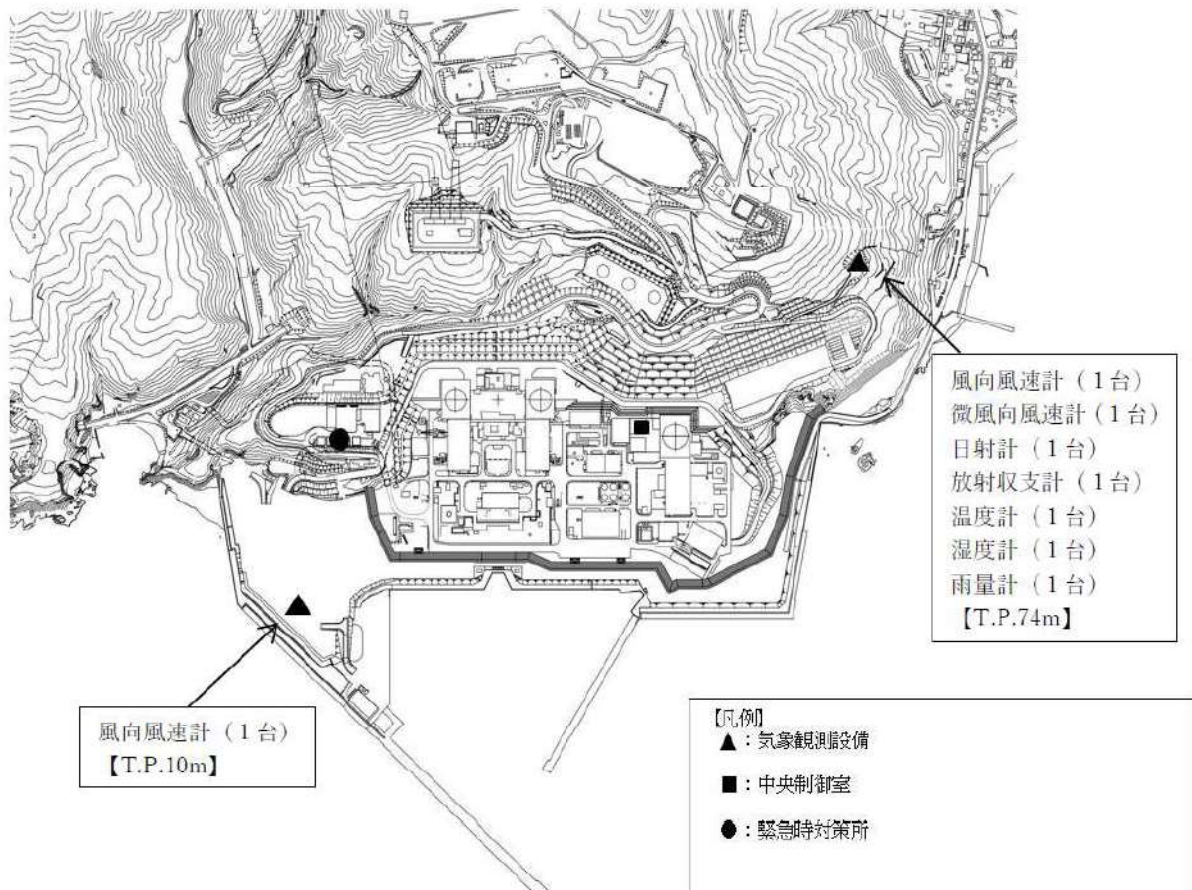 風向風速計（1台）
微風向風速計（1台）
日射計（1台）
放射収支計（1台）
温度計（1台）
湿度計（1台）
雨量計（1台）
【T.P.74m】
風向風速計（1台）
【T.P.10m】
【凡例】
▲：気象観測設備
■：中央制御室
●：緊急時対策所